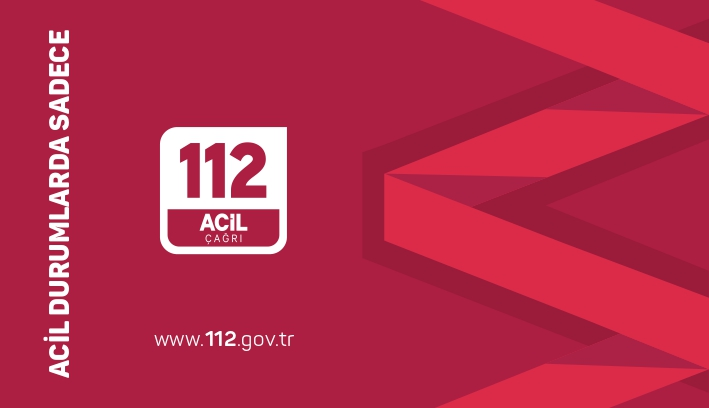 ACİL DURUMLARDA SADECE
112
ACİL
ÇAĞRI
www.112.gov.tr